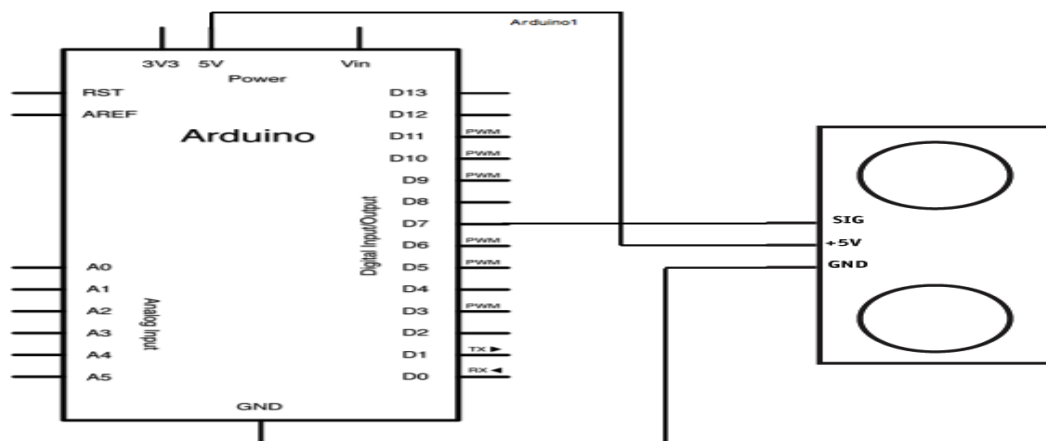 Arduino1
3V3 5V Vin
Power
RST
AREF
Arduino
D13
D12
D11 PWM
D10 PWM
D9 PWM
D8
D7
D6 PWM
D5 PWM
D4
D3 PWM
D2
D1 TX ►
D0 RX ◄
Digital Input/Output
A0
A1
A2
A3
A4
A5
Analog Input
GND
SIG
+5V
GND